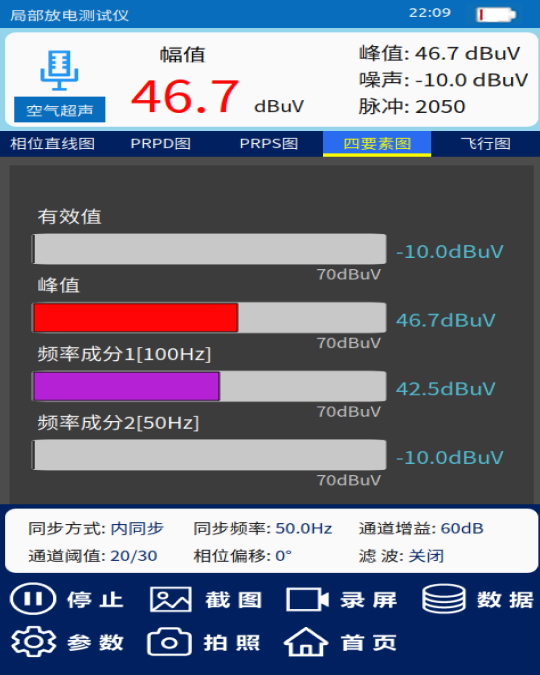 局部放电测试仪 22:09
幅值
46.7 dBuV
空气超声
峰值: 46.7 dBuV
噪声: -10.0 dBuV
脉冲: 2050
相位直线图 PRPD图 PRPS图 四要素图 飞行图
有效值
-10.0dBuV
70dBuV
峰值
46.7dBuV
70dBuV
频率成分1[100Hz]
42.5dBuV
70dBuV
频率成分2[50Hz]
-10.0dBuV
70dBuV
同步方式: 内同步 同步频率: 50.0Hz 通道增益: 60dB
通道阈值: 20/30 相位偏移: 0° 滤 波: 关闭
停止 截图 录屏 数据
参数 拍照 首页